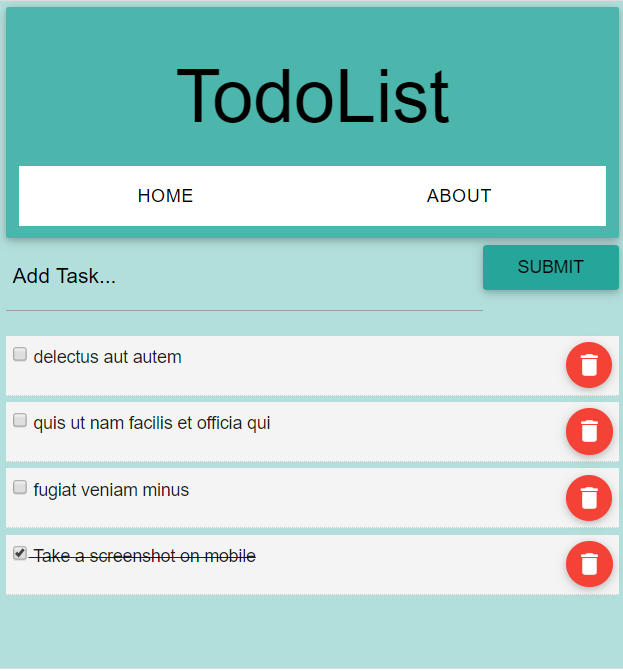 TodoList
HOME ABOUT
Add Task...
SUBMIT
delectus aut autem
quis ut nam facilis et officia qui
fugiat veniam minus
Take a screenshot on mobile